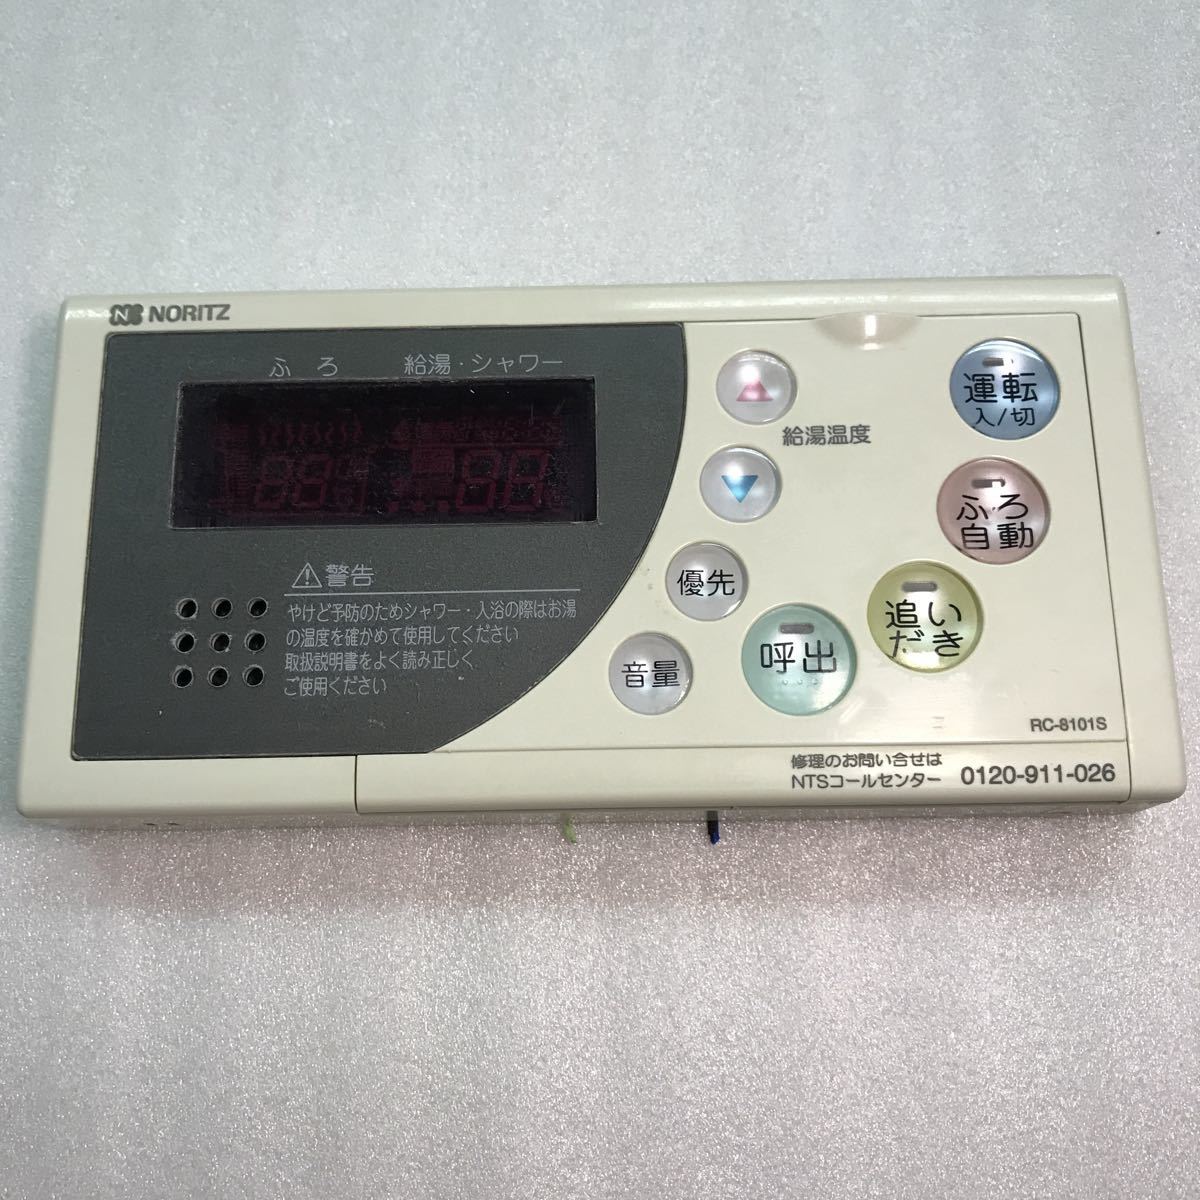 NORITZ
ふろ 給湯・シャワー
給湯温度
運転
入/切
ふろ
自動
追い
だき
優先
呼出
音量
警告
やけど予防のためシャワー・入浴の際はお湯
の温度を確かめて使用してください
取扱説明書をよく読み正しく
ご使用ください
RC-8101S
修理のお問い合せは
NTSコールセンター 0120-911-026